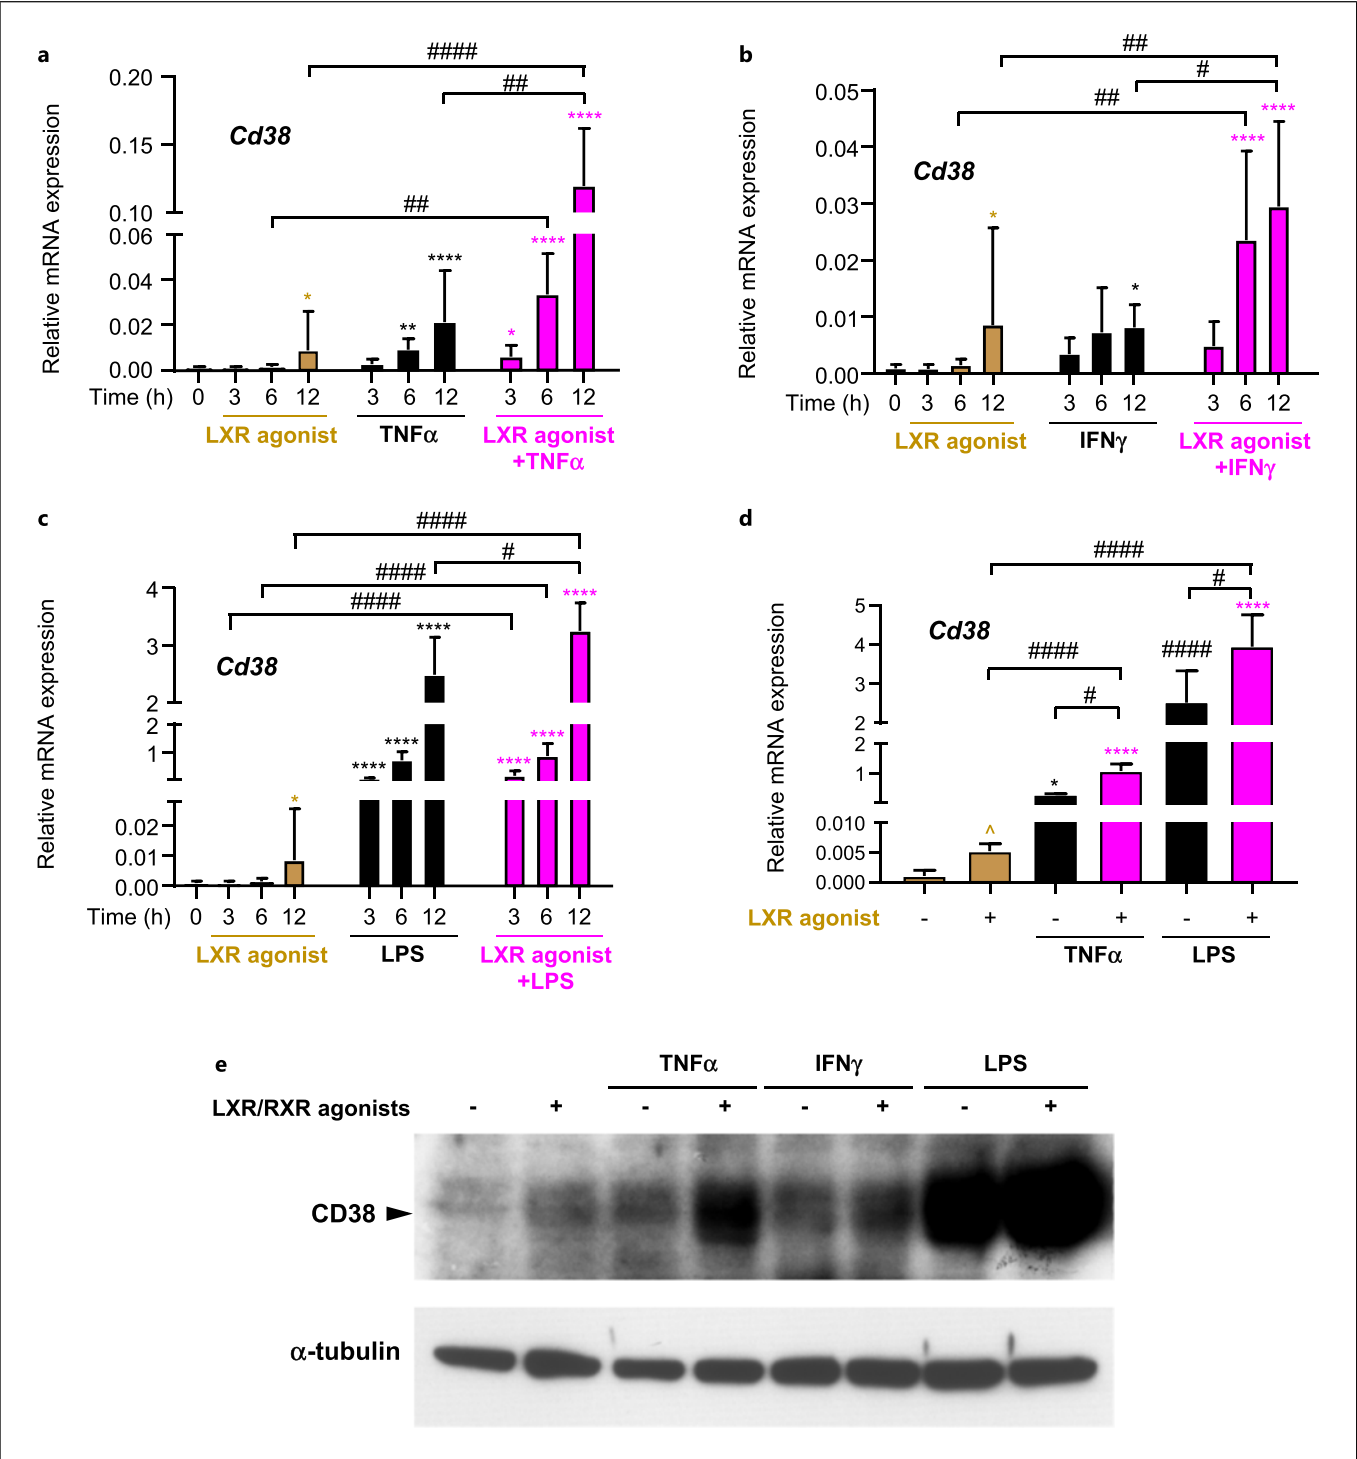 a
####
##
****
0.20
0.15
0.10
0.06
0.04
0.02
0.00
Relative mRNA expression
Cd38
##
****
****
**
*
*
Time (h) 0 3 6 12 3 6 12 3 6 12
LXR agonist TNFα LXR agonist
+TNFα
b
##
#
##
****
****
0.05
0.04
0.03
0.02
0.01
0.00
Relative mRNA expression
Cd38
*
*
Time (h) 0 3 6 12 3 6 12 3 6 12
LXR agonist IFNγ LXR agonist
+IFNγ
c
####
#
####
####
****
****
4
3
2
2
1
0.02
0.01
0.00
Relative mRNA expression
Cd38
**** ****
**** ****
*
Time (h) 0 3 6 12 3 6 12 3 6 12
LXR agonist LPS LXR agonist
+LPS
d
####
#
****
####
####
#
****
*
^
5
4
3
2
2
1
0.010
0.005
0.000
Relative mRNA expression
Cd38
LXR agonist - + - + - +
TNFα LPS
e
TNFα IFNγ LPS
LXR/RXR agonists - + - + - + - +
CD38
α-tubulin